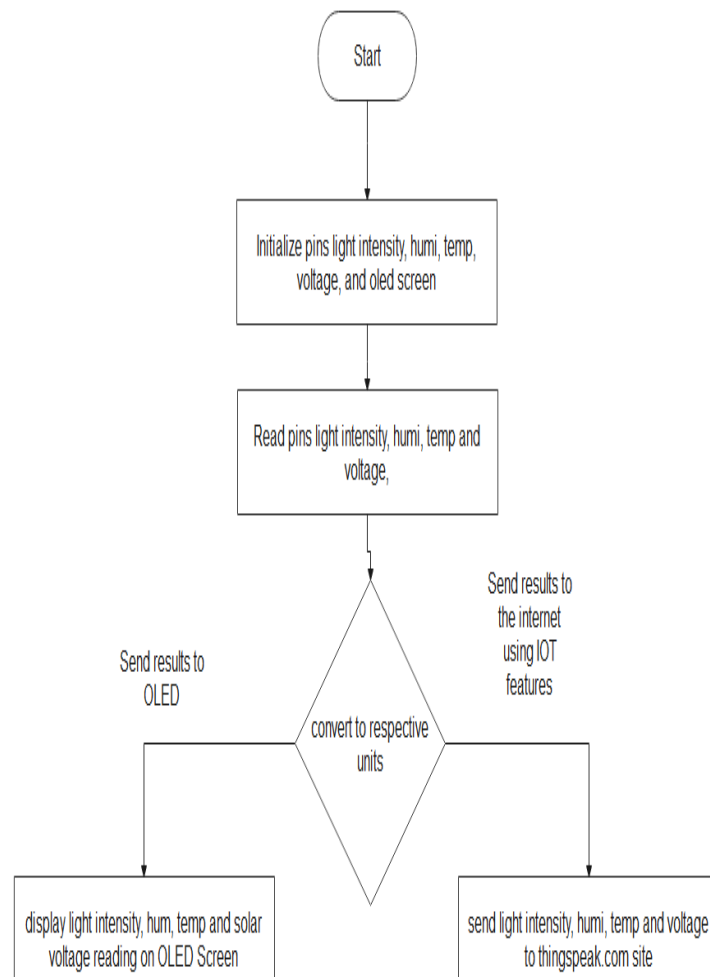 Start
Initialize pins light intensity, humi, temp,
voltage, and oled screen
Read pins light intensity, humi, temp and
voltage,
Send results to
the internet
using IOT
features
Send results to
OLED
convert to respective
units
display light intensity, hum, temp and solar
voltage reading on OLED Screen
send light intensity, humi, temp and voltage
to thingspeak.com site